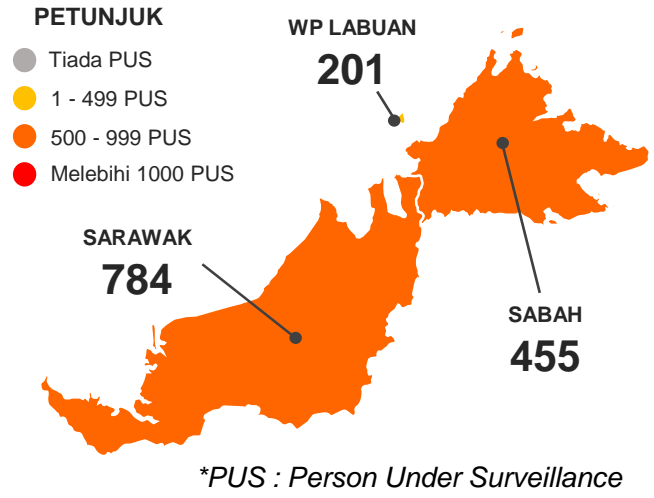 PETUNJUK
Tiada PUS
1 - 499 PUS
500 - 999 PUS
Melebihi 1000 PUS
WP LABUAN
201
SARAWAK
784
SABAH
455
*PUS : Person Under Surveillance